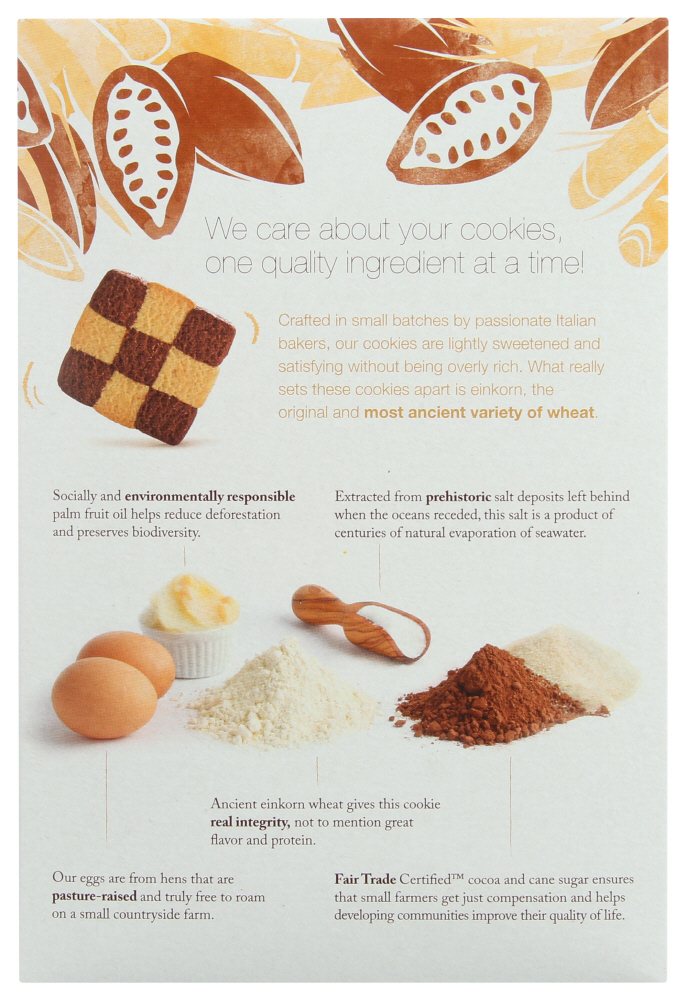 We care about your cookies,
one quality ingredient at a time!
Crafted in small batches by passionate Italian
bakers, our cookies are lightly sweetened and
satisfying without being overly rich. What really
sets these cookies apart is einkorn, the
original and most ancient variety of wheat.
Socially and environmentally responsible
palm fruit oil helps reduce deforestation
and preserves biodiversity.
Extracted from prehistoric salt deposits left behind
when the oceans receded, this salt is a product of
centuries of natural evaporation of seawater.
Ancient einkorn wheat gives this cookie
real integrity, not to mention great
flavor and protein.
Our eggs are from hens that are
pasture-raised and truly free to roam
on a small countryside farm.
Fair Trade Certified™ cocoa and cane sugar ensures
that small farmers get just compensation and helps
developing communities improve their quality of life.